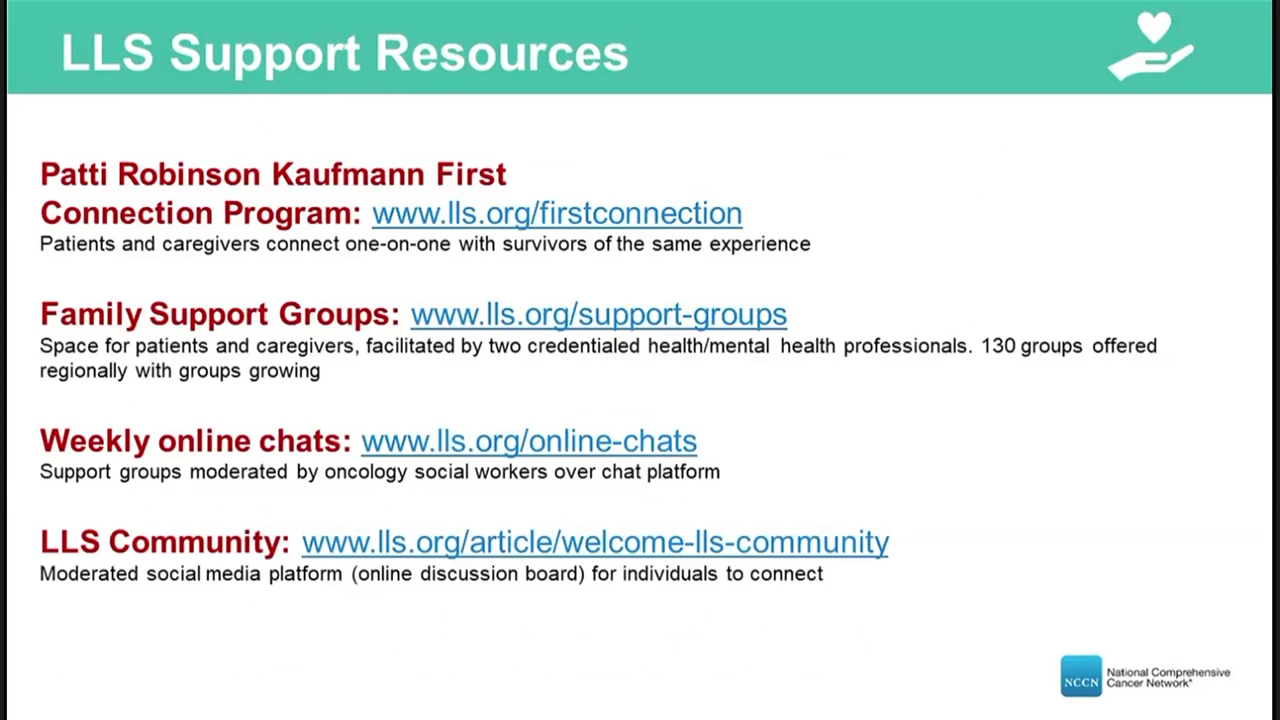 LLS Support Resources
Patti Robinson Kaufmann First
Connection Program: www.lls.org/firstconnection
Patients and caregivers connect one-on-one with survivors of the same experience
Family Support Groups: www.lls.org/support-groups
Space for patients and caregivers, facilitated by two credentialed health/mental health professionals. 130 groups offered
regionally with groups growing
Weekly online chats: www.lls.org/online-chats
Support groups moderated by oncology social workers over chat platform
LLS Community: www.lls.org/article/welcome-lls-community
Moderated social media platform (online discussion board) for individuals to connect
NCCN
National Comprehensive
Cancer Network®